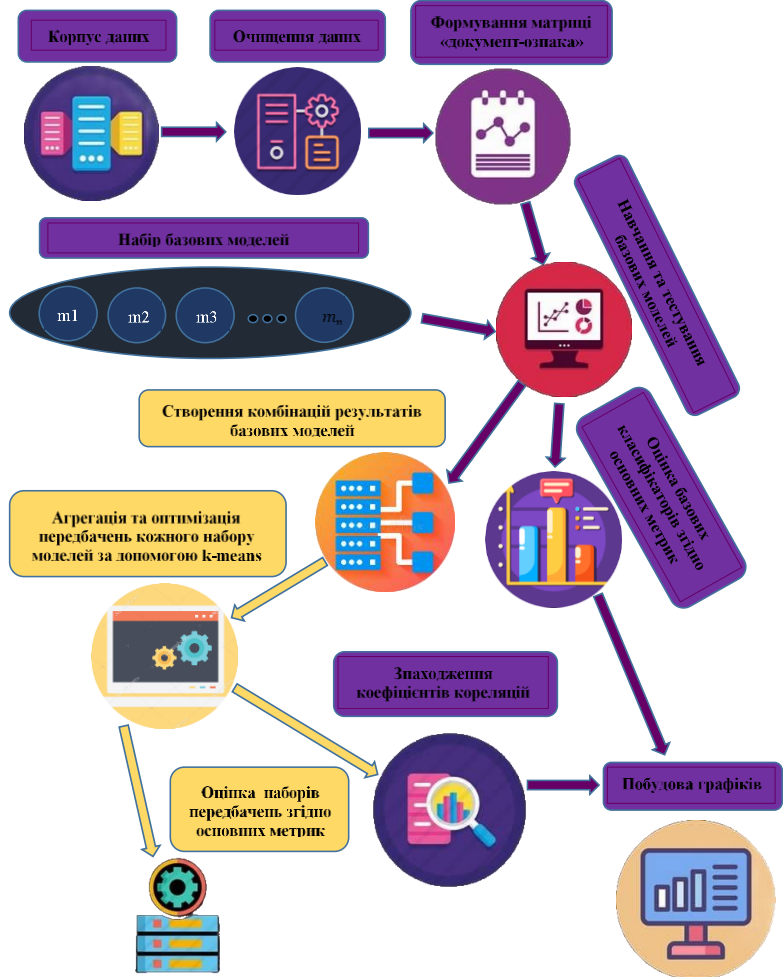 Корпус даних
Очищення даних
Формування матриці
«документ-ознака»
Набір базових моделей
m1 m2 m3 mn
Навчання та тестування
базових моделей
Створення комбінацій результатів
базових моделей
Оцінка базових
класифікаторів згідно
основних метрик
Агрегація та оптимізація
передбачень кожного набору
моделей за допомогою k-means
Знаходження
коефіцієнтів кореляцій
Оцінка наборів
передбачень згідно
основних метрик
Побудова графіків